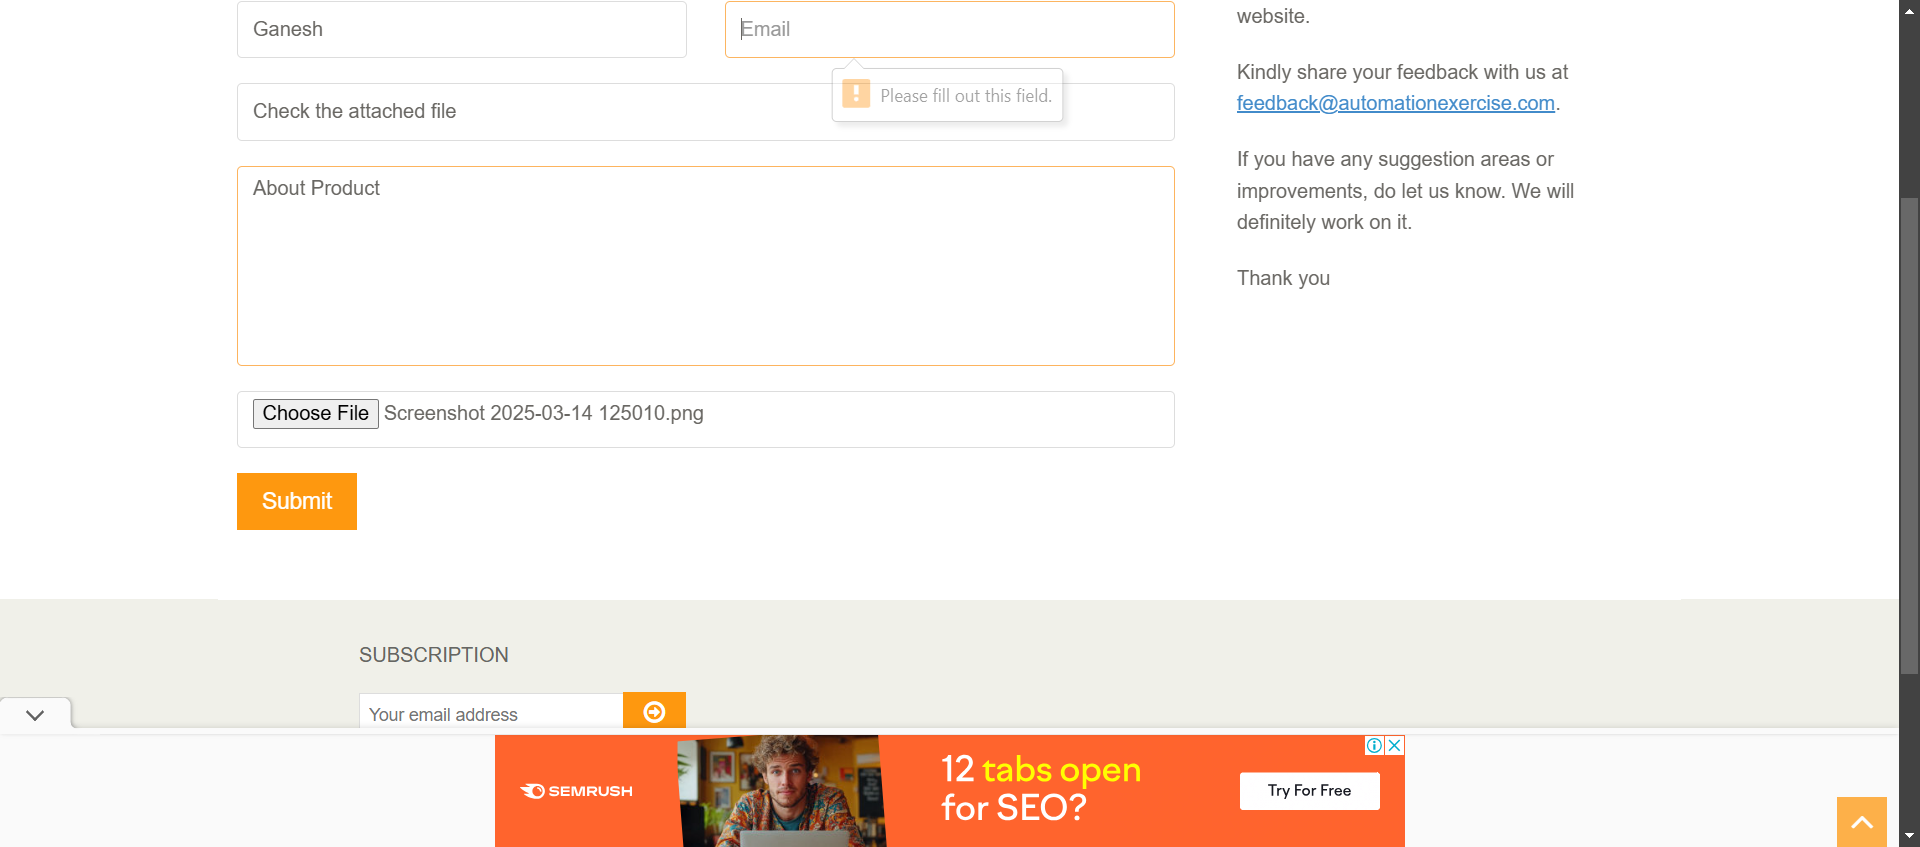 Ganesh
Email
Please fill out this field.
Check the attached file
About Product
Choose File Screenshot 2025-03-14 125010.png
Submit
website.
Kindly share your feedback with us at
feedback@automationexercise.com.
If you have any suggestion areas or
improvements, do let us know. We will
definitely work on it.
Thank you
SUBSCRIPTION
Your email address
SEMRUSH
12 tabs open
for SEO?
Try For Free